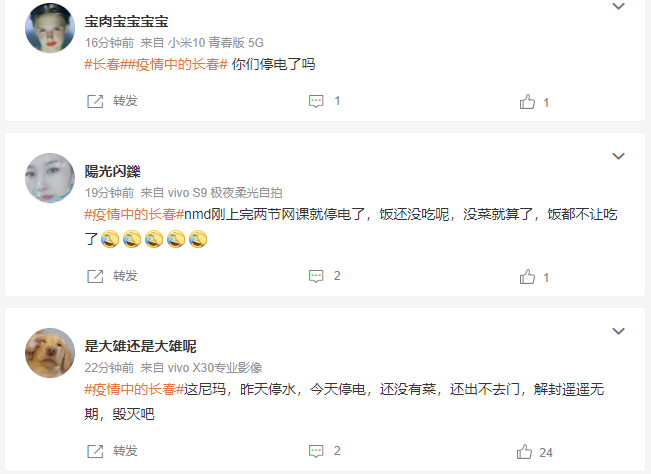 宝肉宝宝宝宝
16分钟前 来自 小米10 青春版 5G
#长春##疫情中的长春# 你们停电了吗
转发 1 1
陽光闪鑠
19分钟前 来自 vivo S9 极夜柔光自拍
#疫情中的长春#nmd刚上完两节网课就停电了，饭还没吃呢，没菜就算了，饭都不让吃
了
转发 2 1
是大雄还是大雄呢
22分钟前 来自 vivo X30专业影像
#疫情中的长春#这尼玛，昨天停水，今天停电，还没有菜，还出不去门，解封遥遥无
期，毁灭吧
转发 2 24